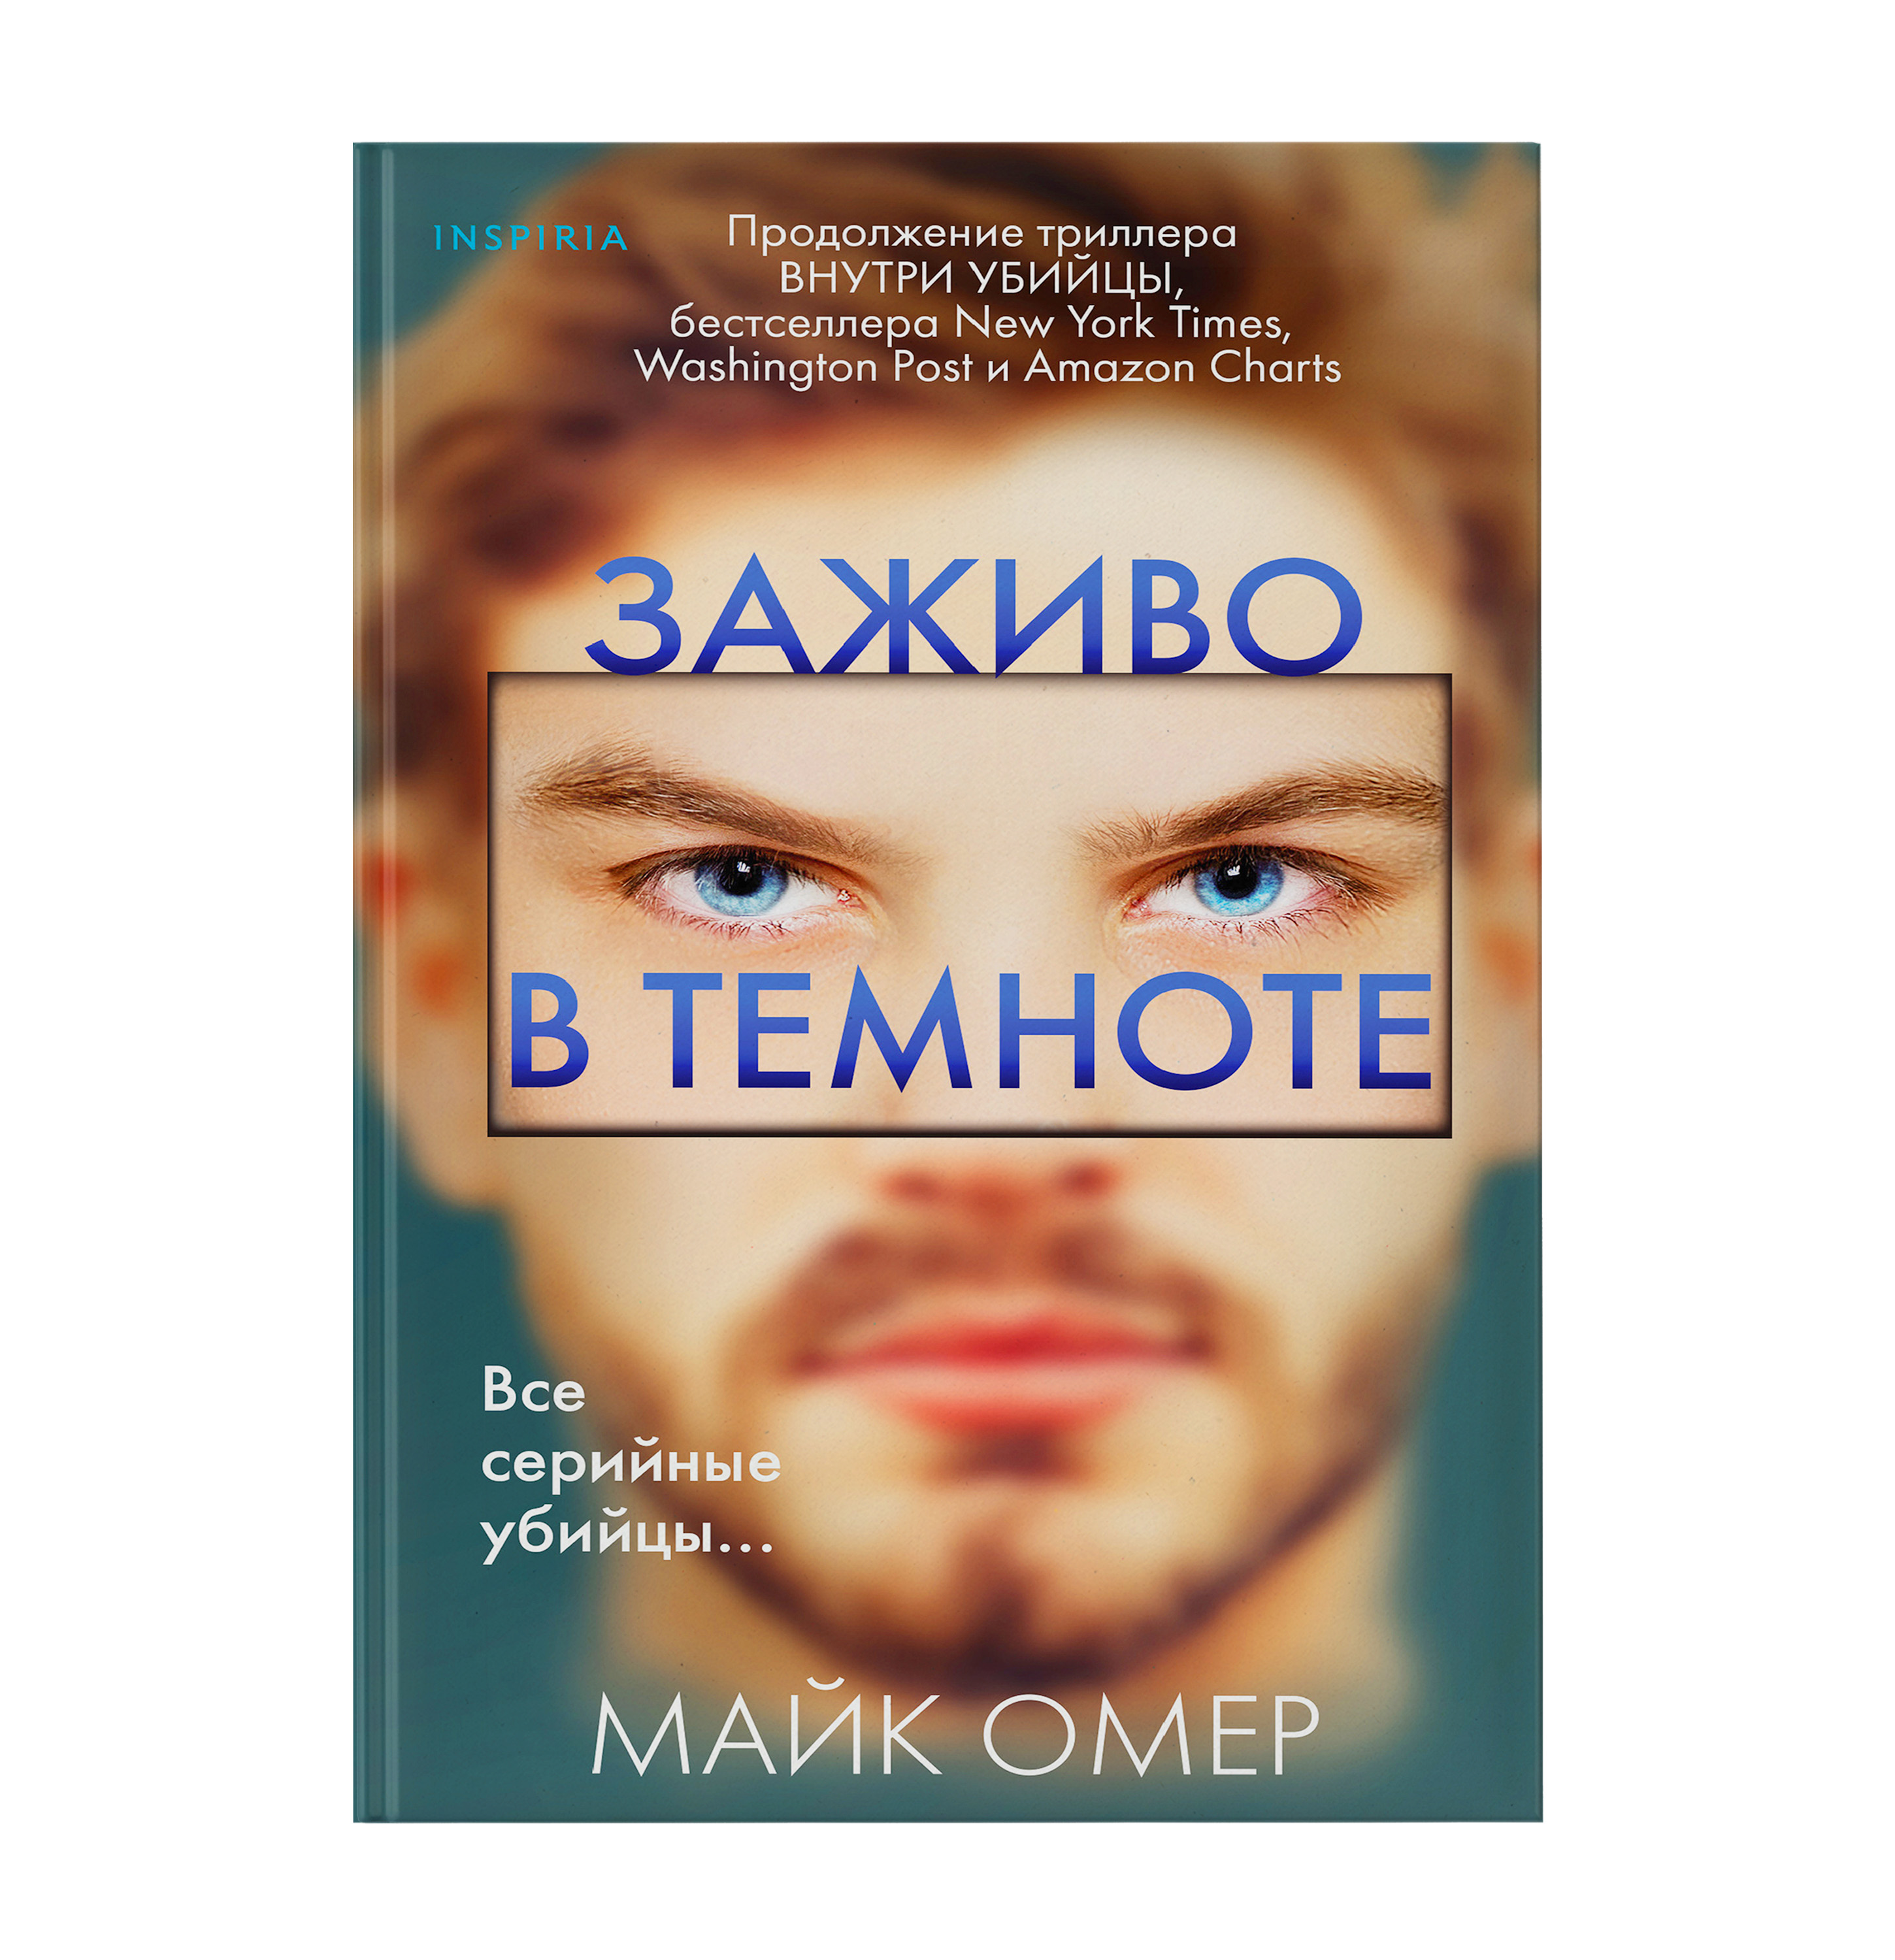 INSPIRIA
Продолжение триллера
ВНУТРИ УБИЙЦЫ,
бестселлера New York Times,
Washington Post и Amazon Charts
ЗАЖИВО
В ТЕМНОТЕ
Все
серийные
убийцы...
МАЙК ОМЕР